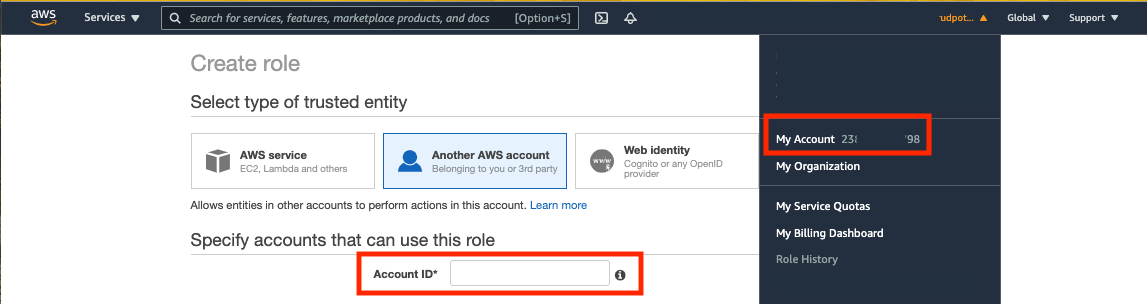 aws Services ▼ Search for services, features, marketplace products, and docs [Option+S] udpot... ▲ Global ▼ Support ▼
Create role
Select type of trusted entity
AWS service
EC2, Lambda and others
Another AWS account
Belonging to you or 3rd party
Web identity
Cognito or any OpenID
provider
www
Allows entities in other accounts to perform actions in this account. Learn more
Specify accounts that can use this role
Account ID*
My Account 23 '98
My Organization
My Service Quotas
My Billing Dashboard
Role History